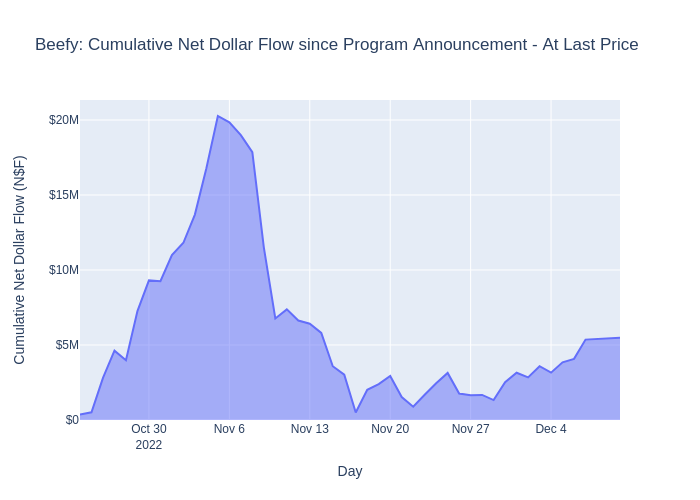 Beefy: Cumulative Net Dollar Flow since Program Announcement - At Last Price
Cumulative Net Dollar Flow (N$F)
$20M
$15M
$10M
$5M
$0
Oct 30
2022
Nov 6
Nov 13
Nov 20
Nov 27
Dec 4
Day